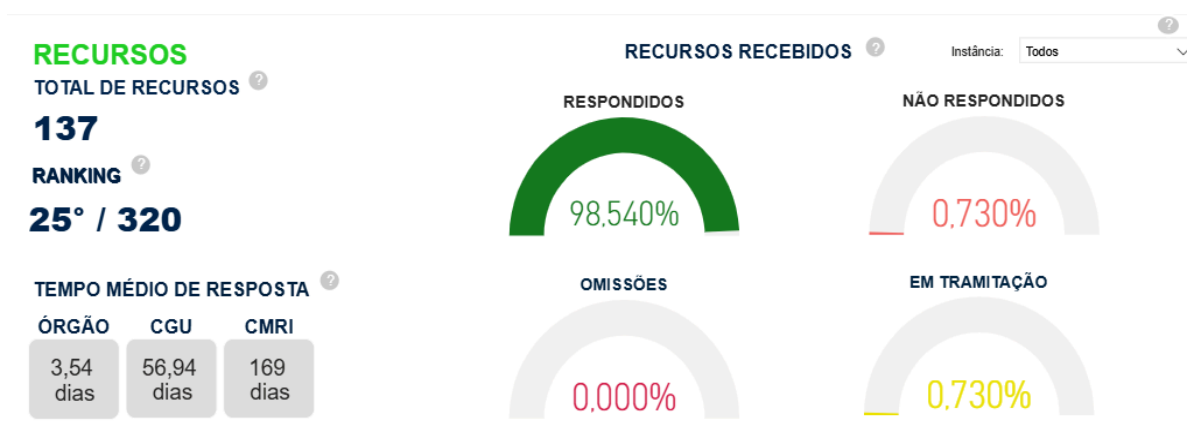 RECURSOS
TOTAL DE RECURSOS ?
137
RANKING ?
25° / 320
TEMPO MÉDIO DE RESPOSTA ?
ÓRGÃO CGU CMRI
3,54 56,94 169
dias dias dias
?
RECURSOS RECEBIDOS ? Instância: Todos
RESPONDIDOS NÃO RESPONDIDOS
98,540% 0,730%
OMISSÕES EM TRAMITAÇÃO
0,000% 0,730%